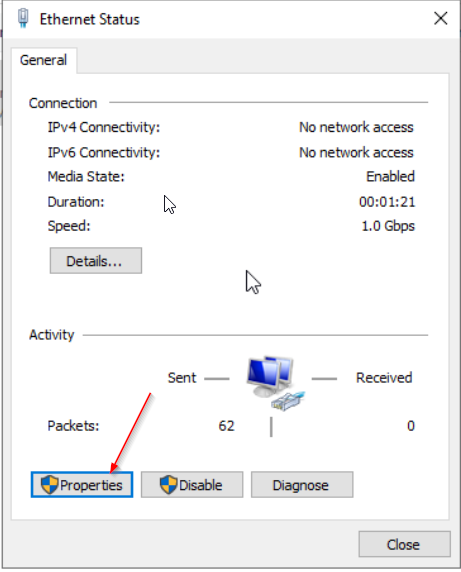 Ethernet Status
General
Connection
IPv4 Connectivity: No network access
IPv6 Connectivity: No network access
Media State: Enabled
Duration: 00:01:21
Speed: 1.0 Gbps
Details...
Activity
Sent Received
Packets: 62 0
Properties Disable Diagnose
Close